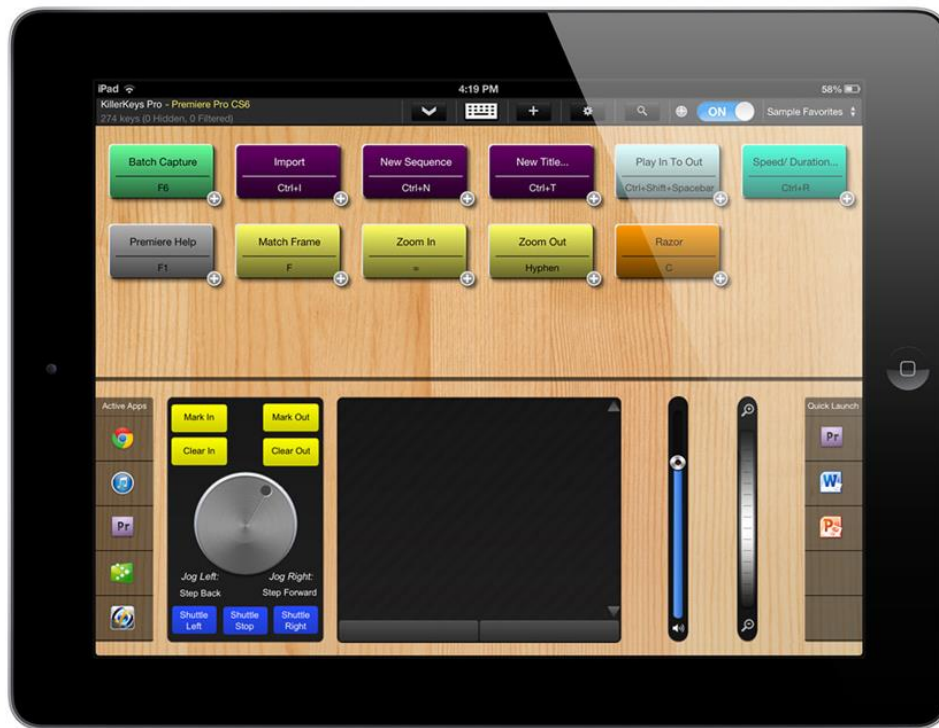 iPad
4:19 PM
58%
KillerKeys Pro - Premiere Pro CS6
274 keys (0 Hidden, 0 Filtered)
ON
Sample Favorites
Batch Capture
F6
Import
Ctrl+I
New Sequence
Ctrl+N
New Title...
Ctrl+T
Play In To Out
Ctrl+Shift+Spacebar
Speed/ Duration...
Ctrl+R
Premiere Help
F1
Match Frame
F
Zoom In
=
Zoom Out
Hyphen
Razor
C
Active Apps
Pr
Mark In
Mark Out
Clear In
Clear Out
Jog Left:
Step Back
Jog Right:
Step Forward
Shuttle
Left
Shuttle
Stop
Shuttle
Right
Quick Launch
Pr
W
P